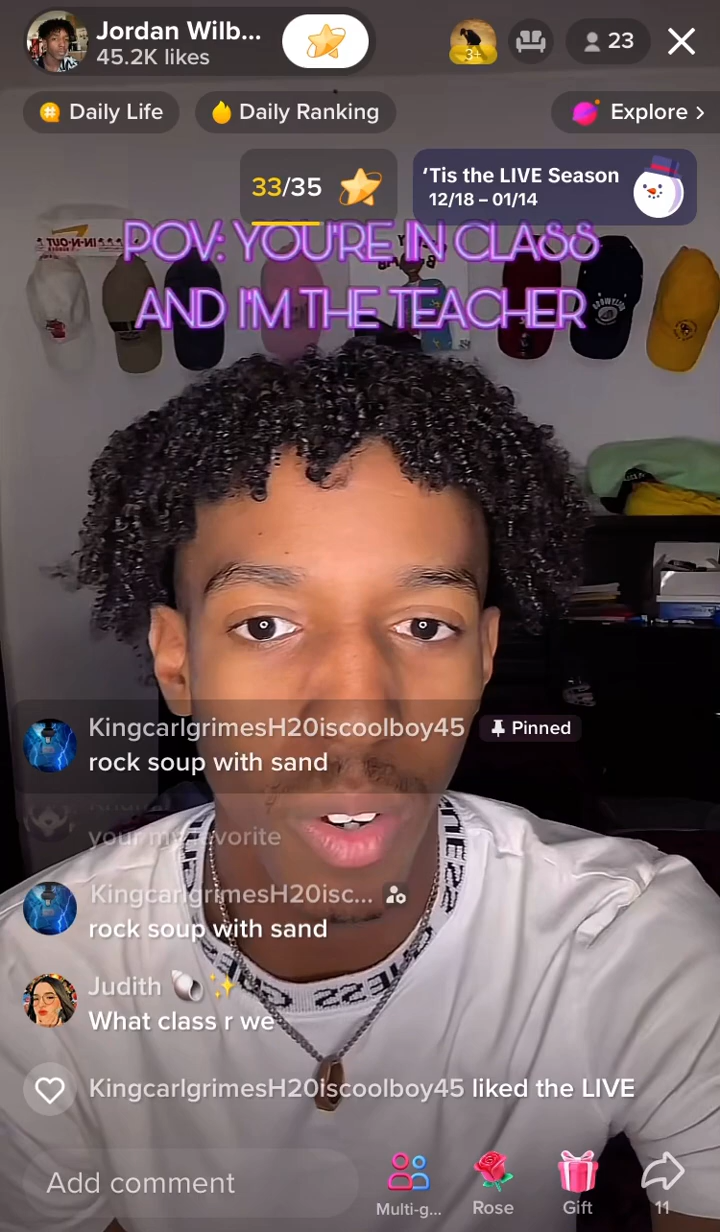 Jordan Wilb...
45.2K likes
3+
23
Daily Life
Daily Ranking
Explore
33/35
'Tis the LIVE Season
12/18 – 01/14
IN-N-OUT
POV: YOU'RE IN CLASS
AND I'M THE TEACHER
KingcarlgrimesH20iscoolboy45
Pinned
rock soup with sand
your my favorite
KingcarlgrimesH20isc...
rock soup with sand
Judith 🐚✨
What class r we
KingcarlgrimesH20iscoolboy45 liked the LIVE
Add comment
Multi-g...
Rose
Gift
11